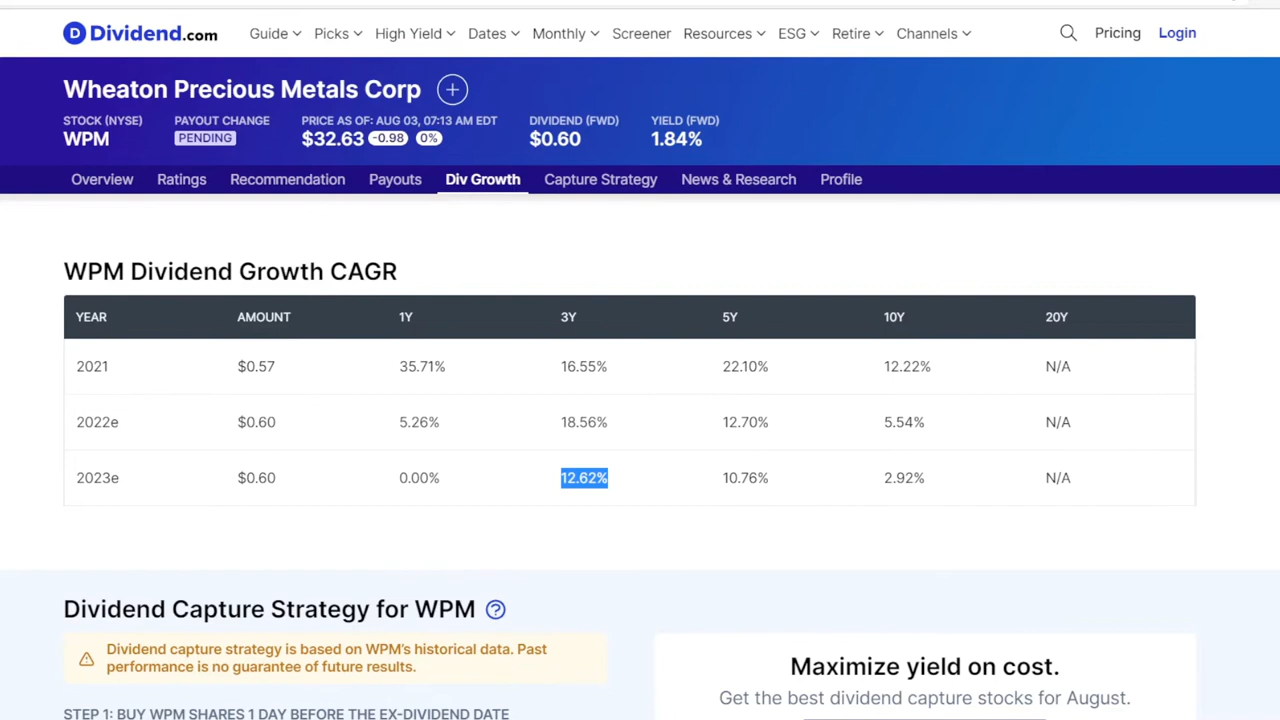 D Dividend.com Guide Picks High Yield Dates Monthly Screener Resources ESG Retire Channels Pricing Login
Wheaton Precious Metals Corp
STOCK (NYSE) PAYOUT CHANGE PRICE AS OF: AUG 03, 07:13 AM EDT DIVIDEND (FWD) YIELD (FWD)
WPM PENDING $32.63 -0.98 0% $0.60 1.84%
Overview Ratings Recommendation Payouts Div Growth Capture Strategy News & Research Profile
WPM Dividend Growth CAGR
YEAR AMOUNT 1Y 3Y 5Y 10Y 20Y
2021 $0.57 35.71% 16.55% 22.10% 12.22% N/A
2022e $0.60 5.26% 18.56% 12.70% 5.54% N/A
2023e $0.60 0.00% 12.62% 10.76% 2.92% N/A
Dividend Capture Strategy for WPM ?
Dividend capture strategy is based on WPM's historical data. Past
performance is no guarantee of future results.
STEP 1: BUY WPM SHARES 1 DAY BEFORE THE EX-DIVIDEND DATE
Maximize yield on cost.
Get the best dividend capture stocks for August.